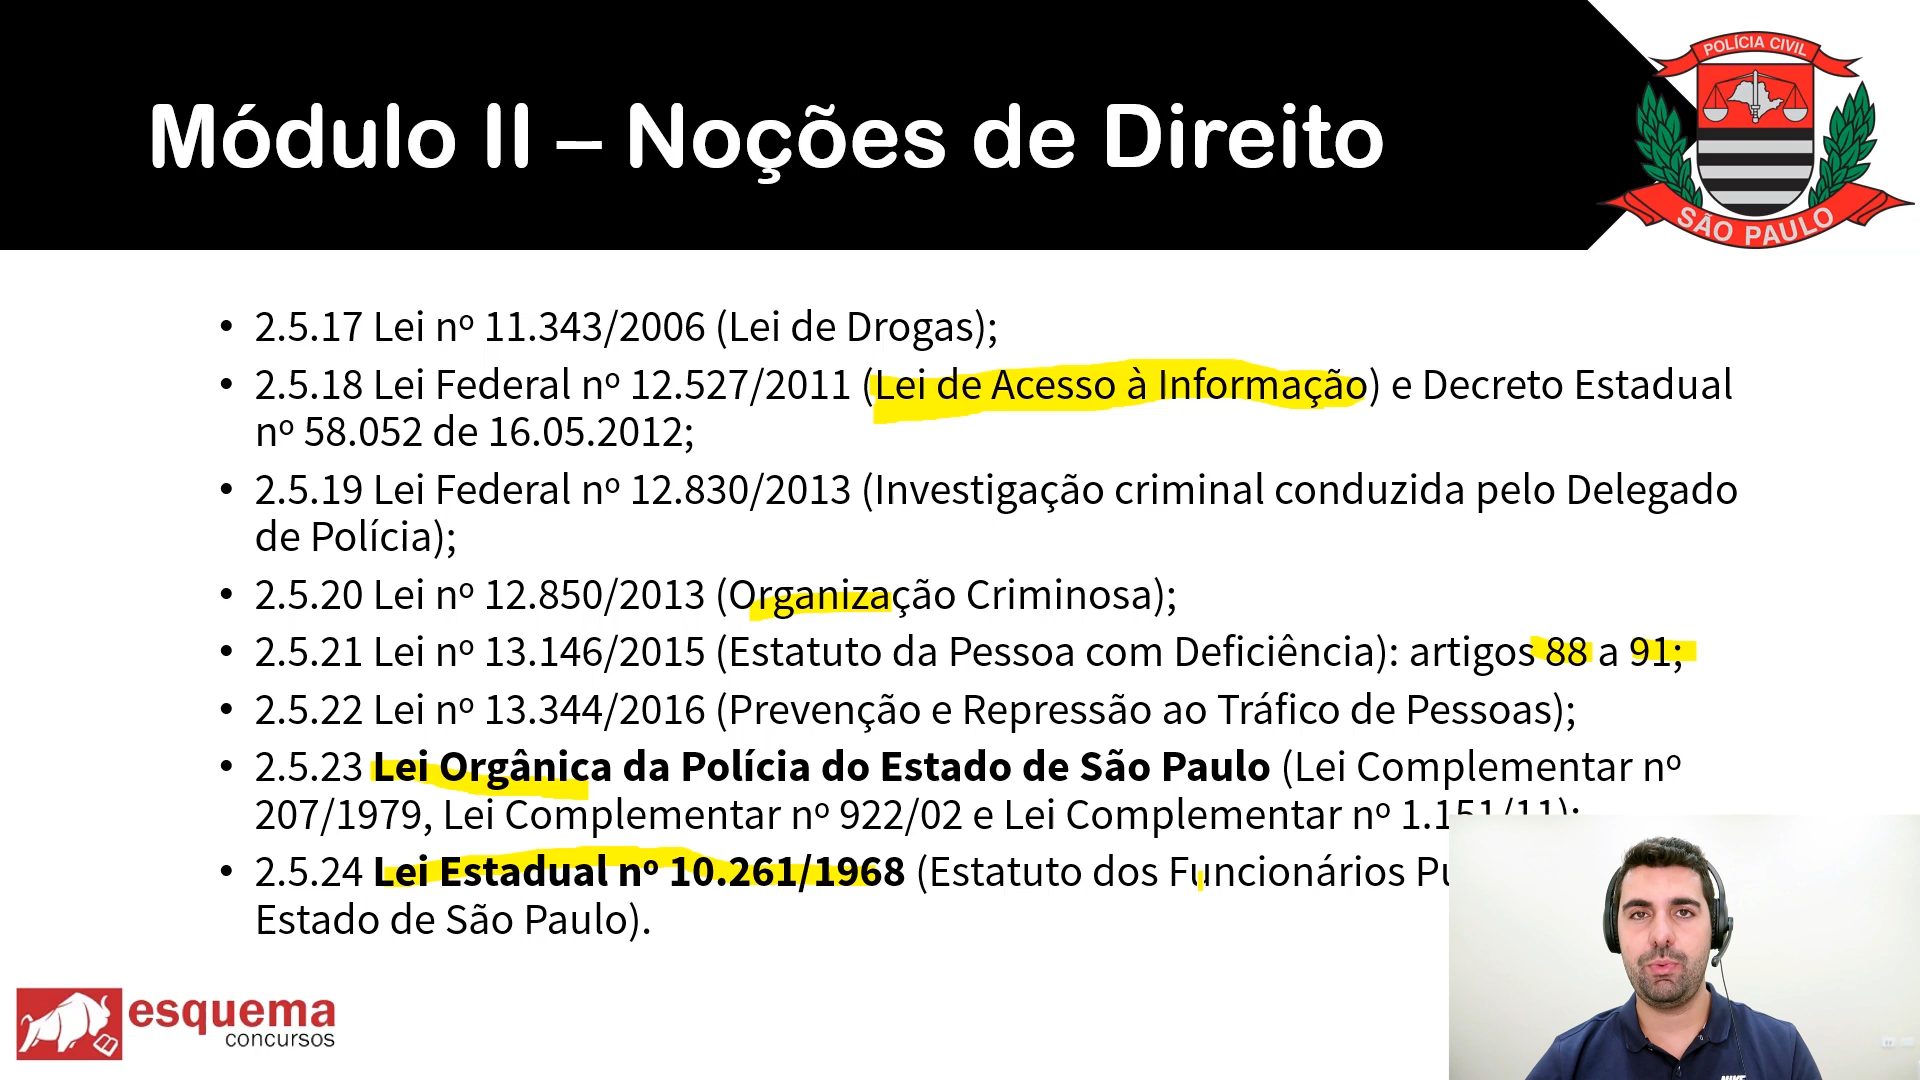 POLÍCIA CIVIL
Módulo II – Noções de Direito
SÃO PAULO
• 2.5.17 Lei nº 11.343/2006 (Lei de Drogas);
• 2.5.18 Lei Federal nº 12.527/2011 (Lei de Acesso à Informação) e Decreto Estadual
nº 58.052 de 16.05.2012;
• 2.5.19 Lei Federal nº 12.830/2013 (Investigação criminal conduzida pelo Delegado
de Polícia);
• 2.5.20 Lei nº 12.850/2013 (Organização Criminosa);
• 2.5.21 Lei nº 13.146/2015 (Estatuto da Pessoa com Deficiência): artigos 88 a 91;
• 2.5.22 Lei nº 13.344/2016 (Prevenção e Repressão ao Tráfico de Pessoas);
• 2.5.23 Lei Orgânica da Polícia do Estado de São Paulo (Lei Complementar nº
207/1979, Lei Complementar nº 922/02 e Lei Complementar nº 1.151/11);
• 2.5.24 Lei Estadual nº 10.261/1968 (Estatuto dos Funcionários
Estado de São Paulo).
esquema
concursos